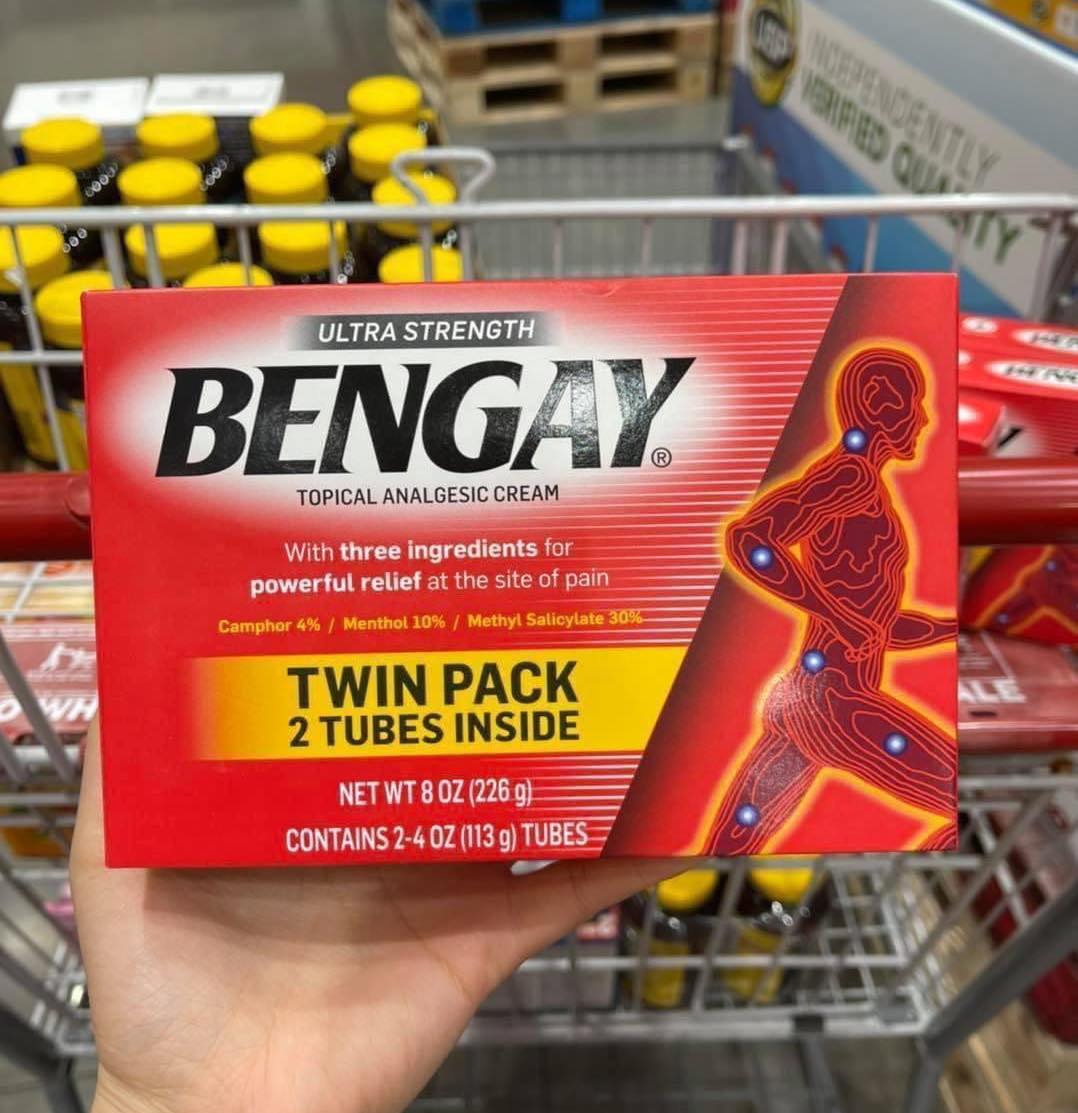 USP
INDEPENDENTLY
VERIFIED QUALITY
ULTRA STRENGTH
BENGAY®
TOPICAL ANALGESIC CREAM
With three ingredients for
powerful relief at the site of pain
Camphor 4% / Menthol 10% / Methyl Salicylate 30%
TWIN PACK
2 TUBES INSIDE
NET WT 8 OZ (226 g)
CONTAINS 2-4 OZ (113 g) TUBES